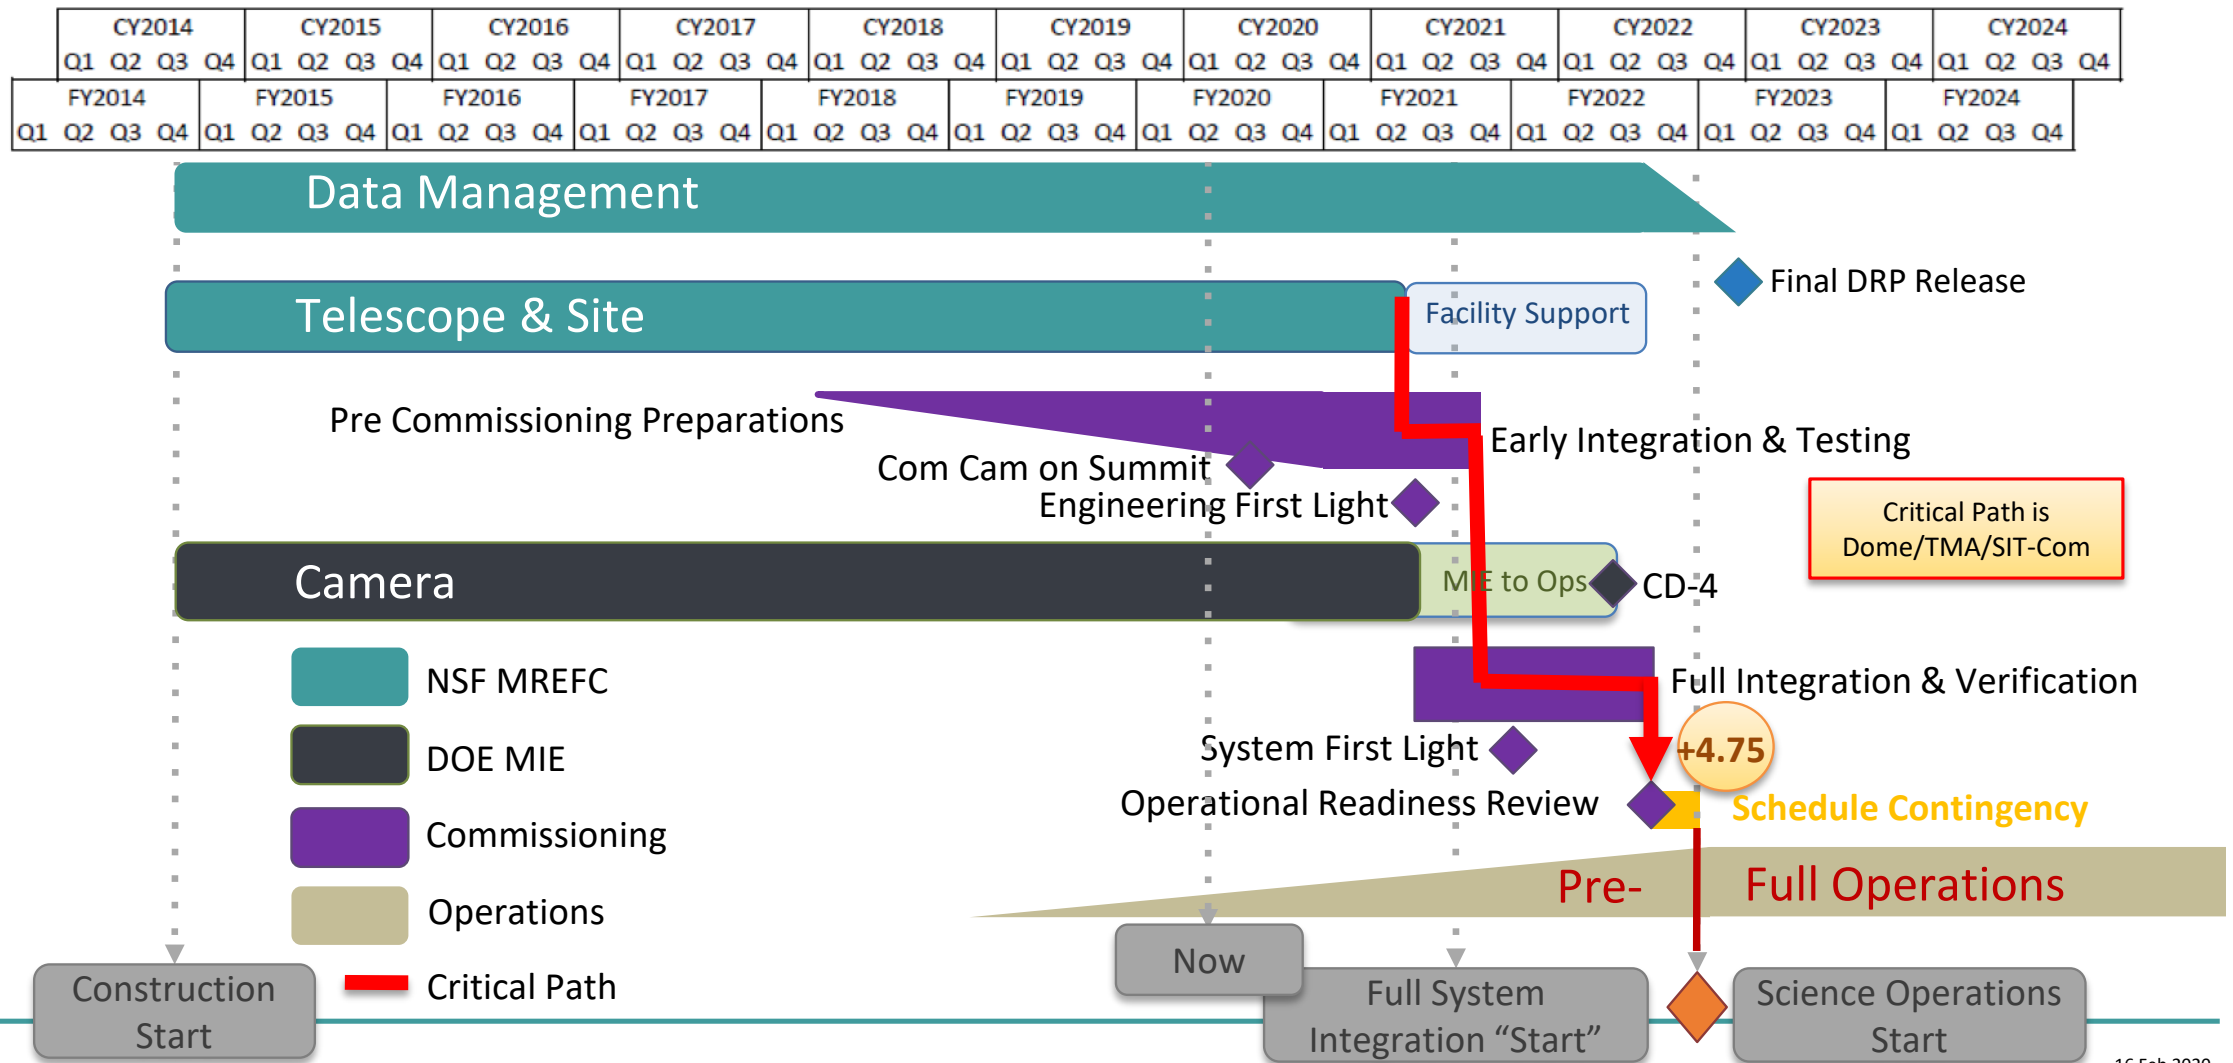 CY2014 CY2015 CY2016 CY2017 CY2018 CY2019 CY2020 CY2021 CY2022 CY2023 CY2024
Q1 Q2 Q3 Q4 Q1 Q2 Q3 Q4 Q1 Q2 Q3 Q4 Q1 Q2 Q3 Q4 Q1 Q2 Q3 Q4 Q1 Q2 Q3 Q4 Q1 Q2 Q3 Q4 Q1 Q2 Q3 Q4 Q1 Q2 Q3 Q4 Q1 Q2 Q3 Q4 Q1 Q2 Q3 Q4
FY2014 FY2015 FY2016 FY2017 FY2018 FY2019 FY2020 FY2021 FY2022 FY2023 FY2024
Q1 Q2 Q3 Q4 Q1 Q2 Q3 Q4 Q1 Q2 Q3 Q4 Q1 Q2 Q3 Q4 Q1 Q2 Q3 Q4 Q1 Q2 Q3 Q4 Q1 Q2 Q3 Q4 Q1 Q2 Q3 Q4 Q1 Q2 Q3 Q4 Q1 Q2 Q3 Q4 Q1 Q2 Q3 Q4
Data Management
Final DRP Release
Telescope & Site
Facility Support
Pre Commissioning Preparations
Early Integration & Testing
Com Cam on Summit
Engineering First Light
Critical Path is
Dome/TMA/SIT-Com
Camera
MIE to Ops
CD-4
NSF MREFC
Full Integration & Verification
DOE MIE
System First Light
+4.75
Operational Readiness Review
Schedule Contingency
Commissioning
Pre-
Full Operations
Operations
Critical Path
Now
Construction
Start
Full System
Integration “Start”
Science Operations
Start
16 Feb 2020